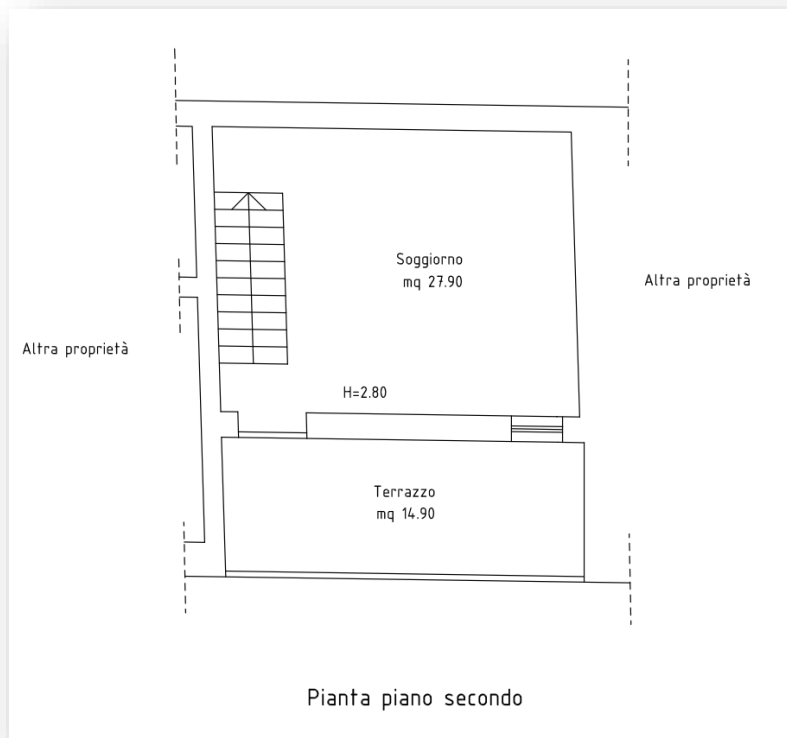 Soggiorno
mq 27.90
Altra proprietà
Altra proprietà
H=2.80
Terrazzo
mq 14.90
Pianta piano secondo